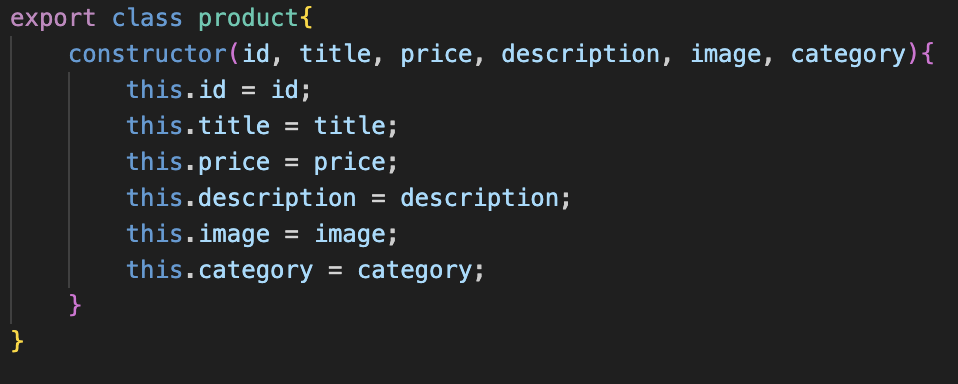 export class product{
    constructor(id, title, price, description, image, category){
        this.id = id;
        this.title = title;
        this.price = price;
        this.description = description;
        this.image = image;
        this.category = category;
    }
}